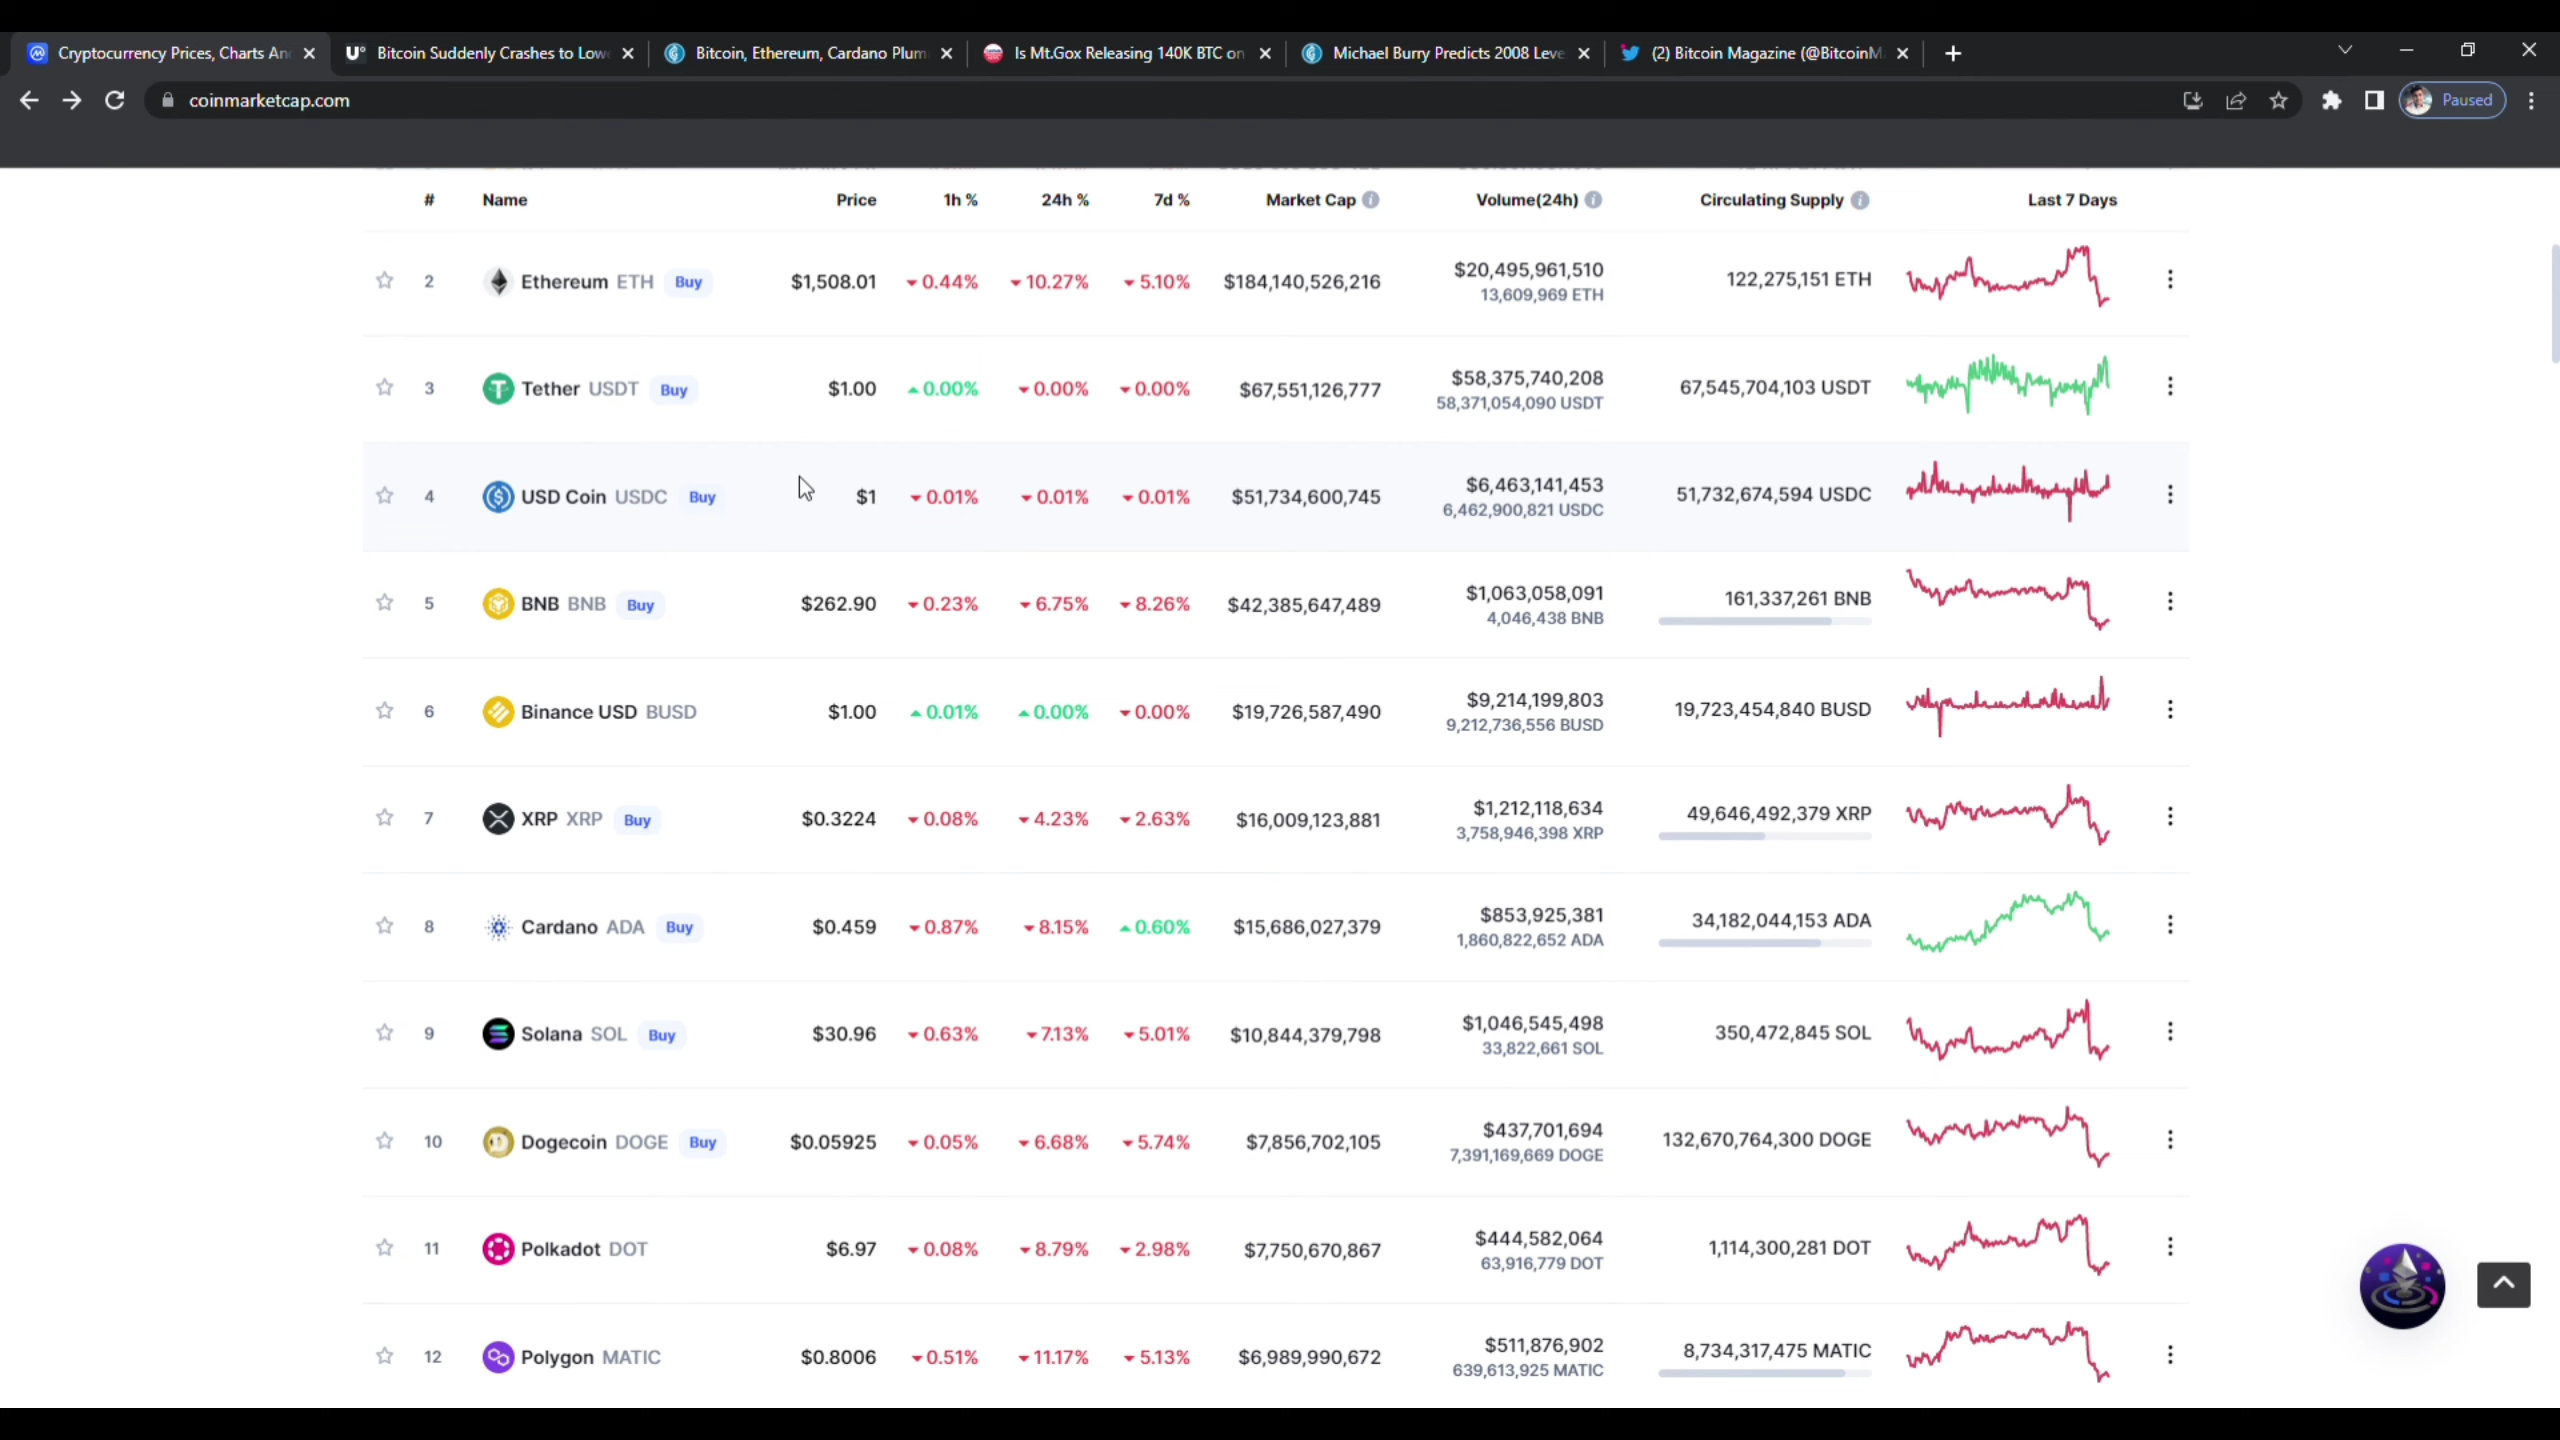 Cryptocurrency Prices, Charts An
Bitcoin Suddenly Crashes to Low
Bitcoin, Ethereum, Cardano Plum
Is Mt.Gox Releasing 140K BTC on
Michael Burry Predicts 2008 Leve
(2) Bitcoin Magazine (@BitcoinM
coinmarketcap.com
Paused
# Name Price 1h % 24h % 7d % Market Cap Volume(24h) Circulating Supply Last 7 Days
2 Ethereum ETH Buy $1,508.01 0.44% 10.27% 5.10% $184,140,526,216 $20,495,961,510 122,275,151 ETH
13,609,969 ETH
3 Tether USDT Buy $1.00 0.00% 0.00% 0.00% $67,551,126,777 $58,375,740,208 67,545,704,103 USDT
58,371,054,090 USDT
4 USD Coin USDC Buy $1 0.01% 0.01% 0.01% $51,734,600,745 $6,463,141,453 51,732,674,594 USDC
6,462,900,821 USDC
5 BNB BNB Buy $262.90 0.23% 6.75% 8.26% $42,385,647,489 $1,063,058,091 161,337,261 BNB
4,046,438 BNB
6 Binance USD BUSD $1.00 0.01% 0.00% 0.00% $19,726,587,490 $9,214,199,803 19,723,454,840 BUSD
9,212,736,556 BUSD
7 XRP XRP Buy $0.3224 0.08% 4.23% 2.63% $16,009,123,881 $1,212,118,634 49,646,492,379 XRP
3,758,946,398 XRP
8 Cardano ADA Buy $0.459 0.87% 8.15% 0.60% $15,686,027,379 $853,925,381 34,182,044,153 ADA
1,860,822,652 ADA
9 Solana SOL Buy $30.96 0.63% 7.13% 5.01% $10,844,379,798 $1,046,545,498 350,472,845 SOL
33,822,661 SOL
10 Dogecoin DOGE Buy $0.05925 0.05% 6.68% 5.74% $7,856,702,105 $437,701,694 132,670,764,300 DOGE
7,391,169,669 DOGE
11 Polkadot DOT $6.97 0.08% 8.79% 2.98% $7,750,670,867 $444,582,064 1,114,300,281 DOT
63,916,779 DOT
12 Polygon MATIC $0.8006 0.51% 11.17% 5.13% $6,989,990,672 $511,876,902 8,734,317,475 MATIC
639,613,925 MATIC